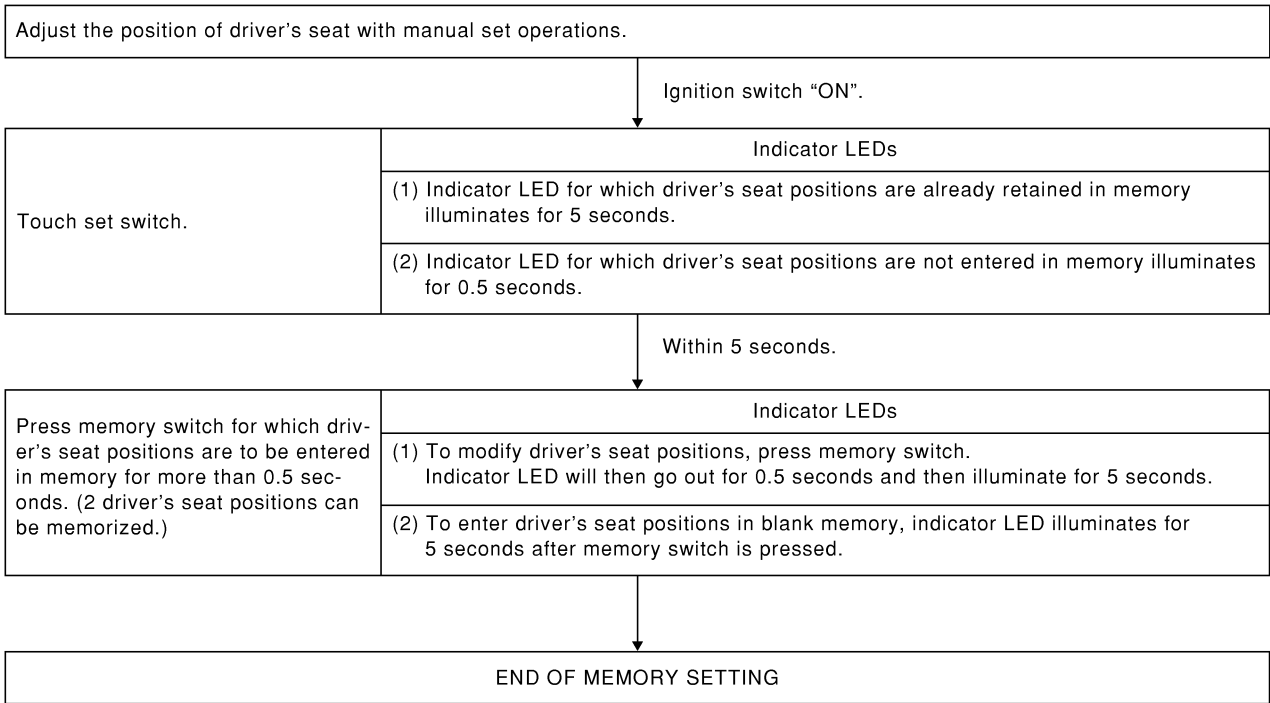 Adjust the position of driver's seat with manual set operations.
Ignition switch “ON”.
Touch set switch.
Indicator LEDs
(1) Indicator LED for which driver's seat positions are already retained in memory
illuminates for 5 seconds.
(2) Indicator LED for which driver's seat positions are not entered in memory illuminates
for 0.5 seconds.
Within 5 seconds.
Press memory switch for which driv-
er's seat positions are to be entered
in memory for more than 0.5 sec-
onds. (2 driver's seat positions can
be memorized.)
Indicator LEDs
(1) To modify driver's seat positions, press memory switch.
Indicator LED will then go out for 0.5 seconds and then illuminate for 5 seconds.
(2) To enter driver's seat positions in blank memory, indicator LED illuminates for
5 seconds after memory switch is pressed.
END OF MEMORY SETTING